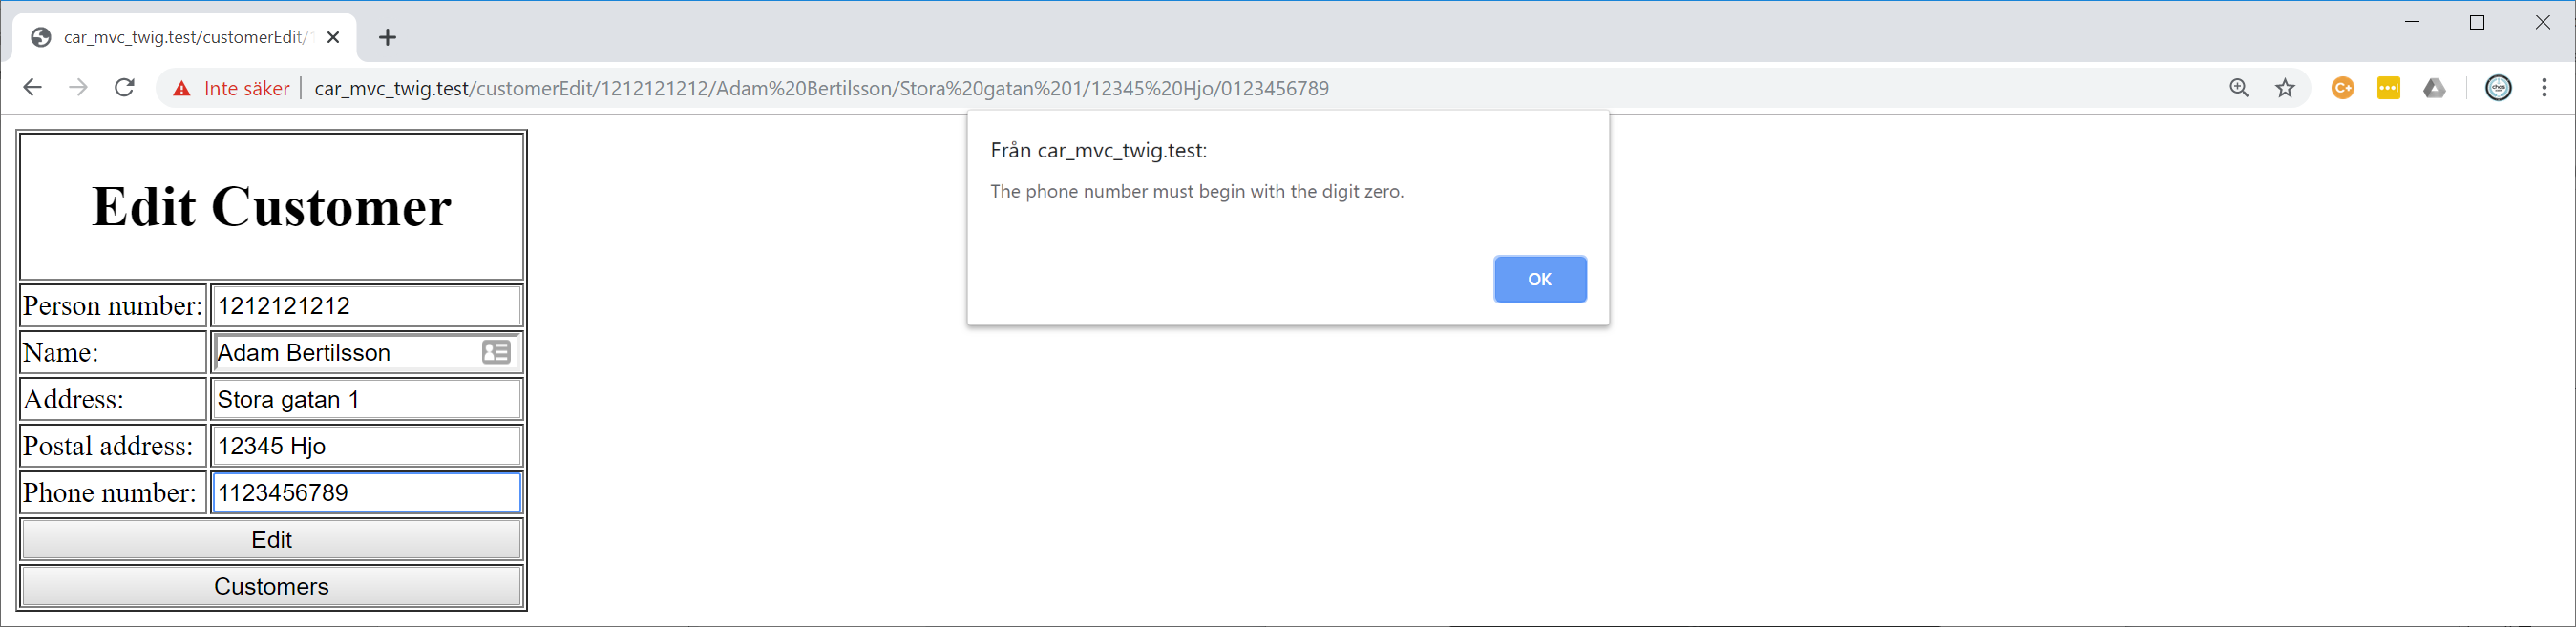 car_mvc_twig.test/customerEdit/
Inte säker | car_mvc_twig.test/customerEdit/1212121212/Adam%20Bertilsson/Stora%20gatan%201/12345%20Hjo/0123456789
Från car_mvc_twig.test:
The phone number must begin with the digit zero.
OK
Edit Customer
Person number: 1212121212
Name: Adam Bertilsson
Address: Stora gatan 1
Postal address: 12345 Hjo
Phone number: 1123456789
Edit
Customers